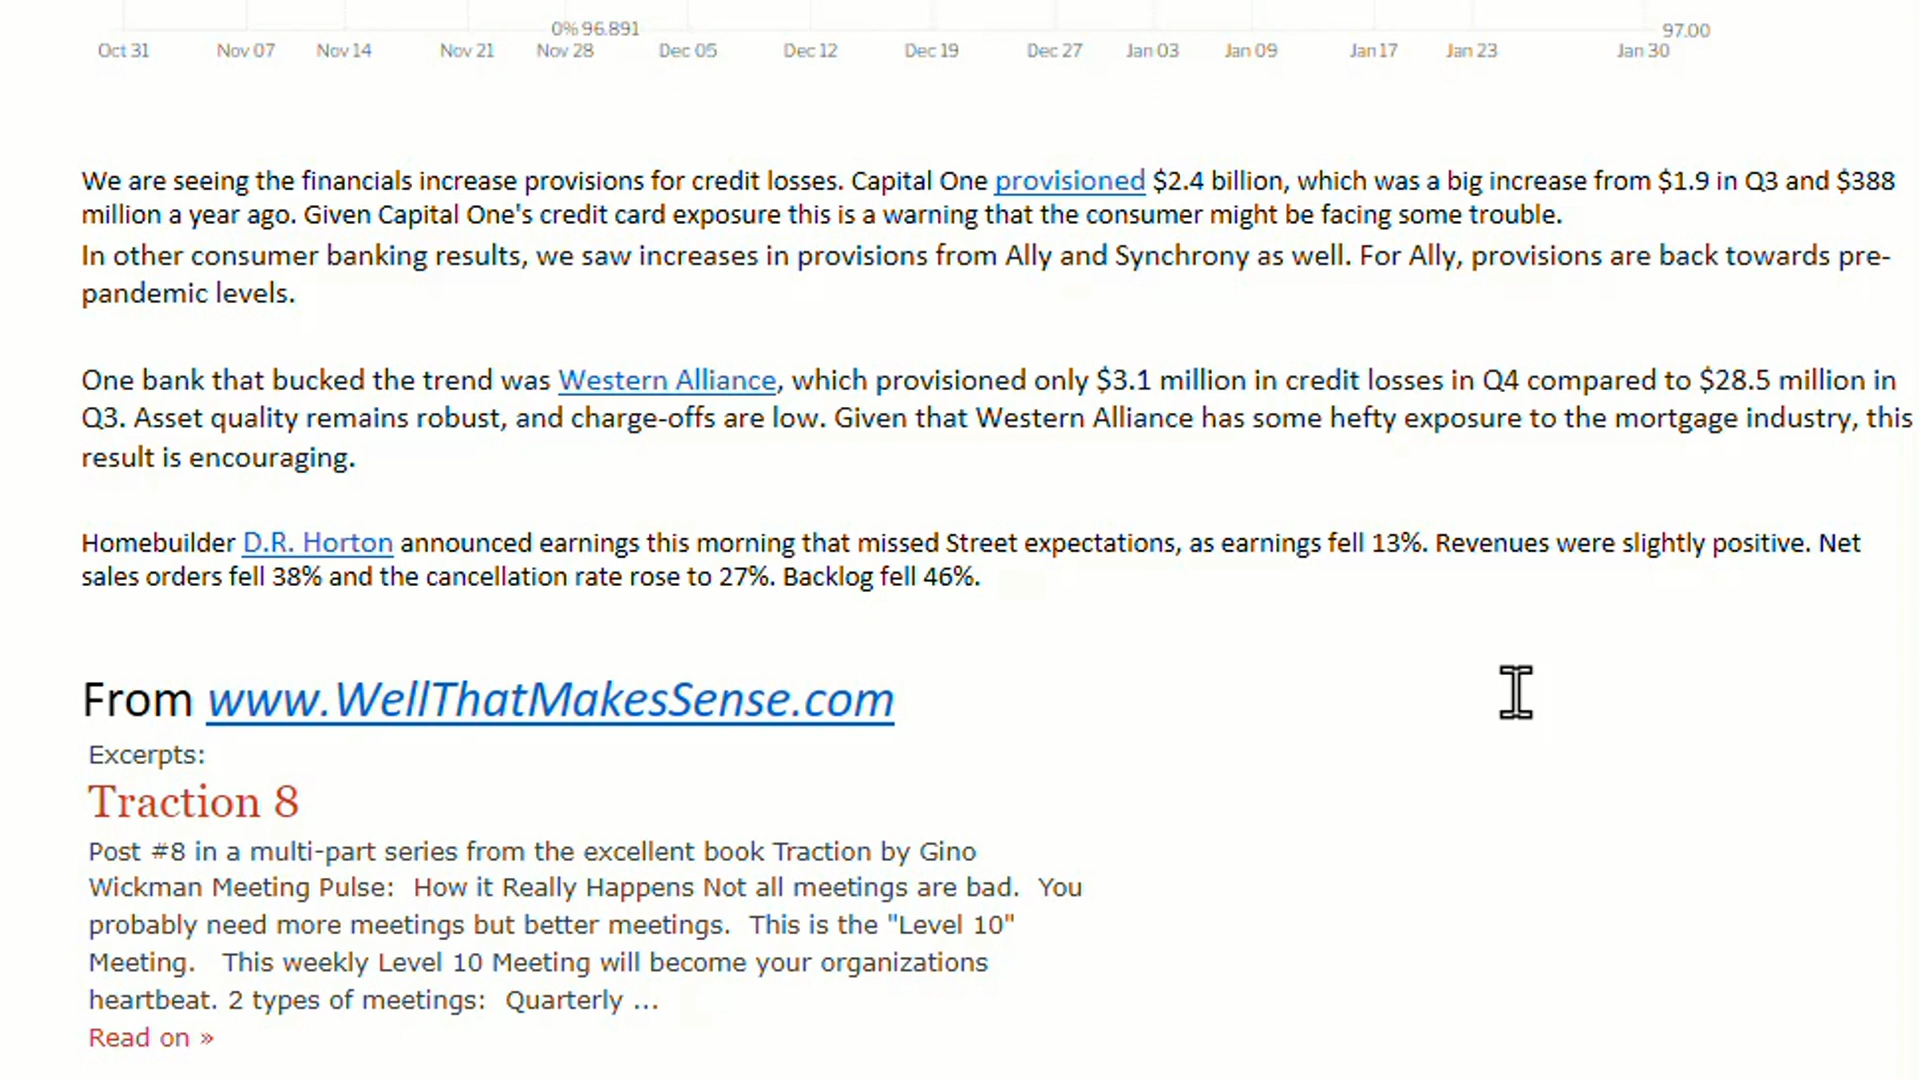 0% 96.891
97.00
Oct 31 Nov 07 Nov 14 Nov 21 Nov 28 Dec 05 Dec 12 Dec 19 Dec 27 Jan 03 Jan 09 Jan 17 Jan 23 Jan 30
We are seeing the financials increase provisions for credit losses. Capital One provisioned $2.4 billion, which was a big increase from $1.9 in Q3 and $388
million a year ago. Given Capital One's credit card exposure this is a warning that the consumer might be facing some trouble.
In other consumer banking results, we saw increases in provisions from Ally and Synchrony as well. For Ally, provisions are back towards pre-
pandemic levels.
One bank that bucked the trend was Western Alliance, which provisioned only $3.1 million in credit losses in Q4 compared to $28.5 million in
Q3. Asset quality remains robust, and charge-offs are low. Given that Western Alliance has some hefty exposure to the mortgage industry, this
result is encouraging.
Homebuilder D.R. Horton announced earnings this morning that missed Street expectations, as earnings fell 13%. Revenues were slightly positive. Net
sales orders fell 38% and the cancellation rate rose to 27%. Backlog fell 46%.
From www.WellThatMakesSense.com
Excerpts:
Traction 8
Post #8 in a multi-part series from the excellent book Traction by Gino
Wickman Meeting Pulse:  How it Really Happens Not all meetings are bad.  You
probably need more meetings but better meetings.  This is the "Level 10"
Meeting.   This weekly Level 10 Meeting will become your organizations
heartbeat. 2 types of meetings:  Quarterly ...
Read on »